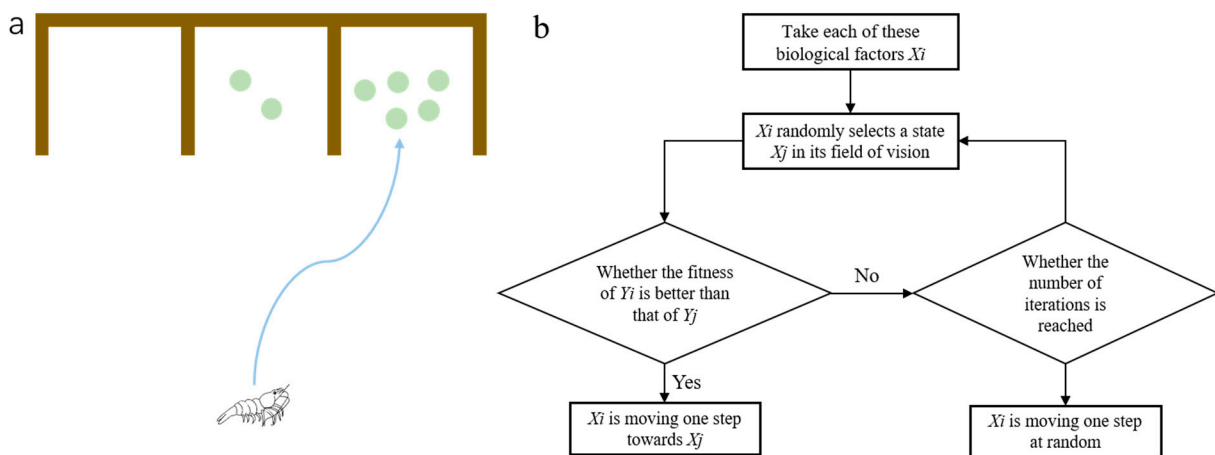 a
b
Take each of these
biological factors Xi
Xi randomly selects a state
Xj in its field of vision
Whether the fitness
of Yi is better than
that of Yj
No
Whether the
number of
iterations is
reached
Yes
Xi is moving one step
towards Xj
Xi is moving one step
at random